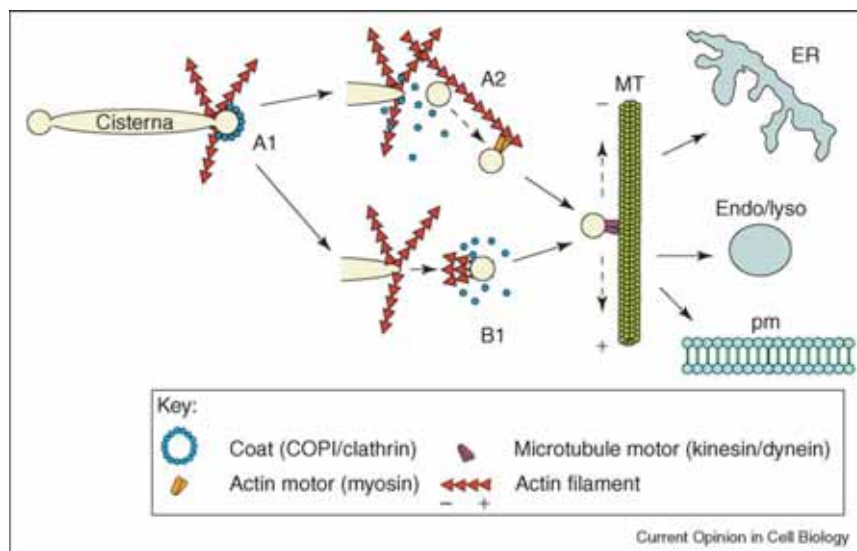 ER
A2
MT
−
Cisterna
A1
Endo/lyso
B1
+
pm
Key:
Coat (COPI/clathrin)
Microtubule motor (kinesin/dynein)
Actin motor (myosin)
Actin filament
− +
Current Opinion in Cell Biology